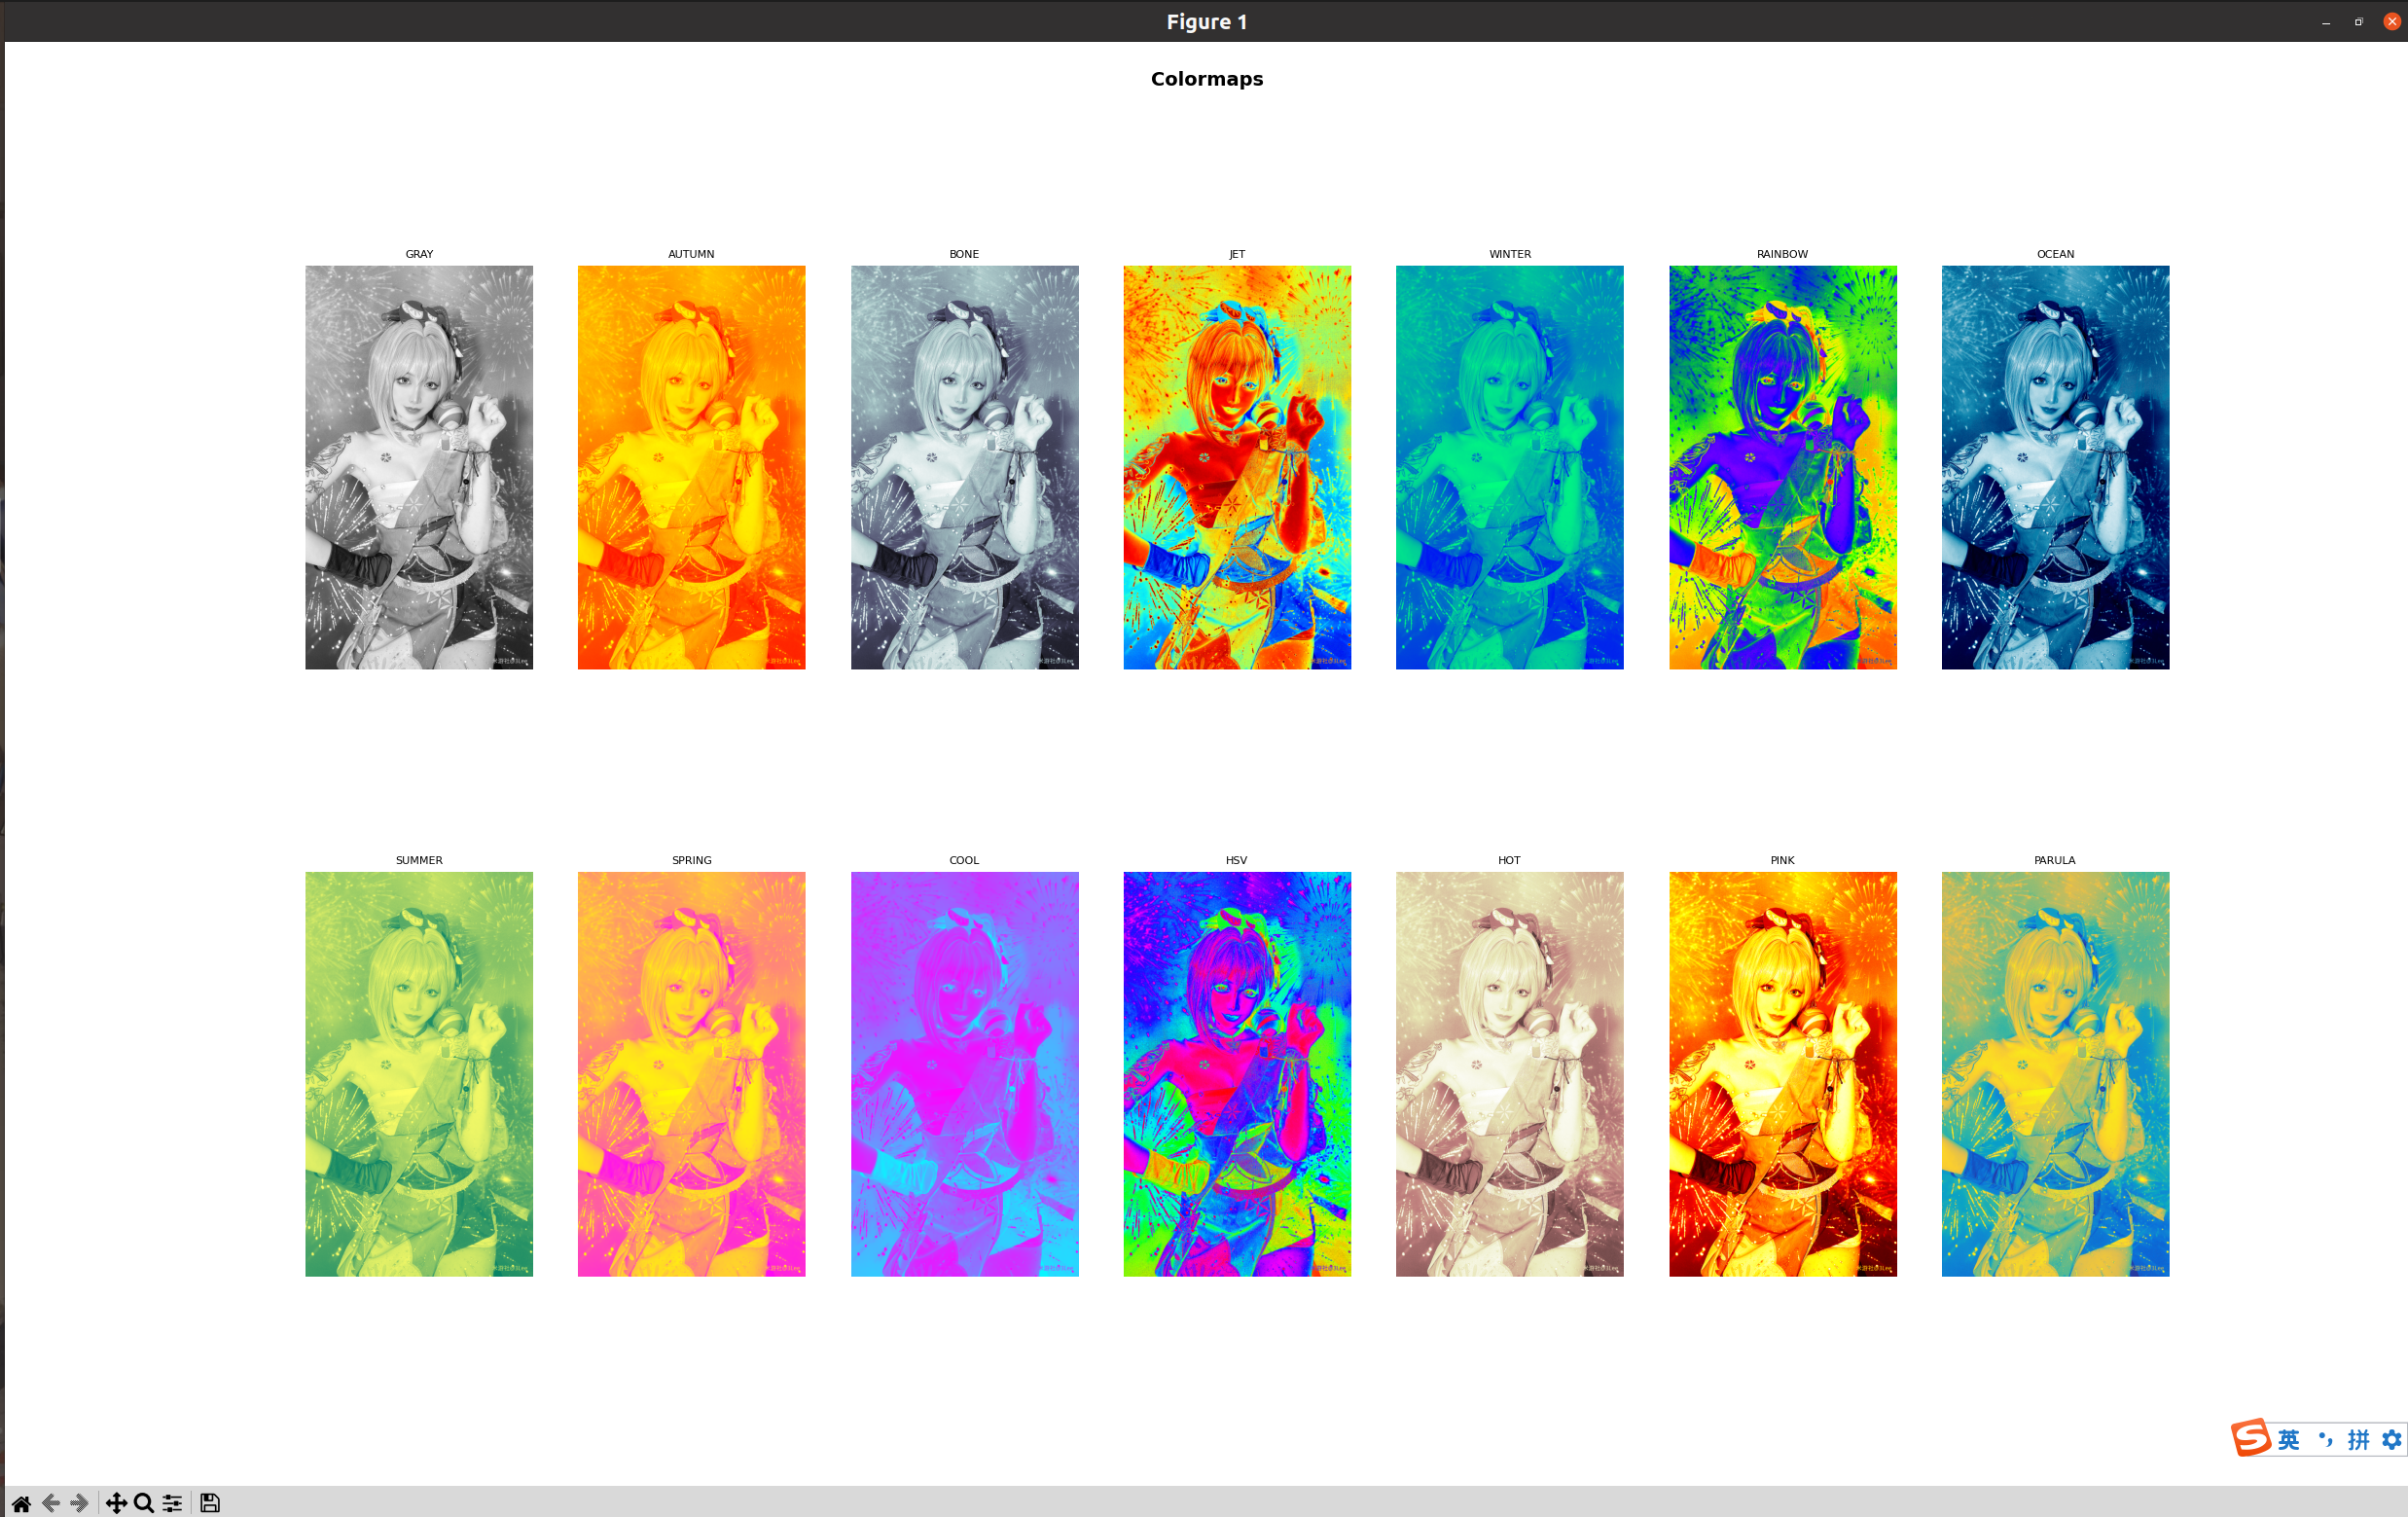 Figure 1
Colormaps
GRAY
AUTUMN
BONE
JET
WINTER
RAINBOW
OCEAN
SUMMER
SPRING
COOL
HSV
HOT
PINK
PARULA
英 拼